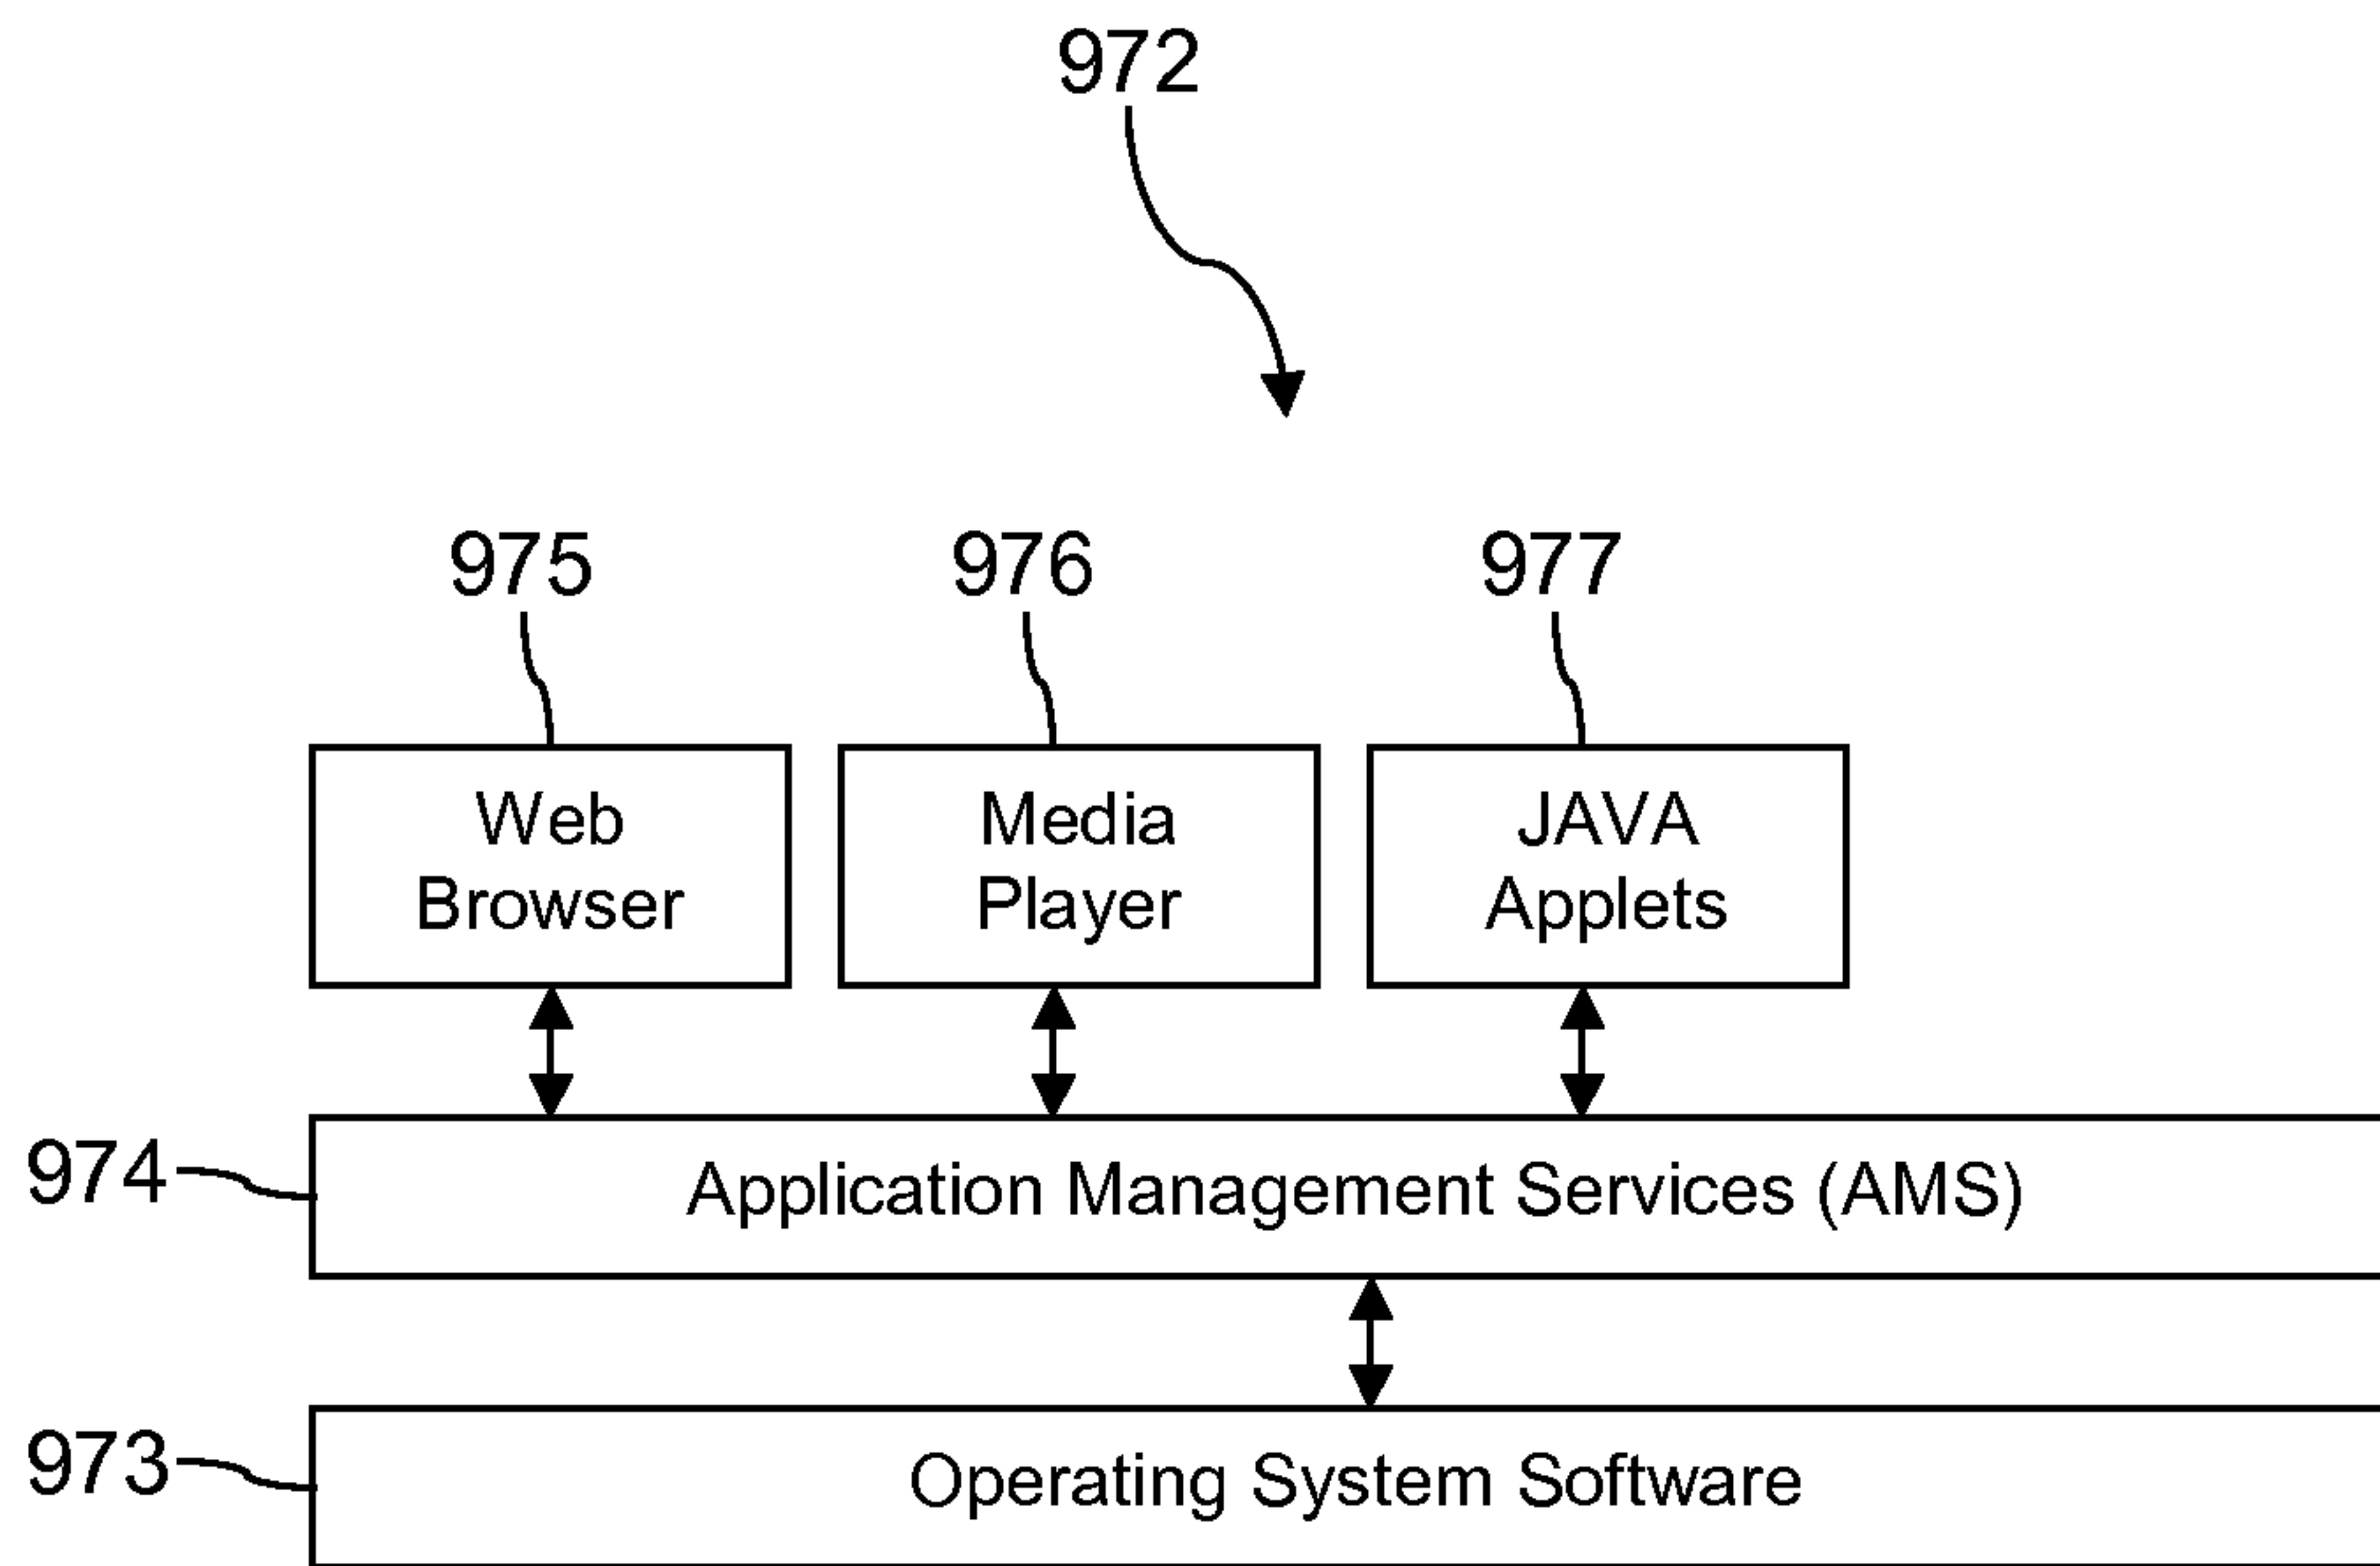 972
975 976 977
Web
Browser
Media
Player
JAVA
Applets
974
Application Management Services (AMS)
973
Operating System Software